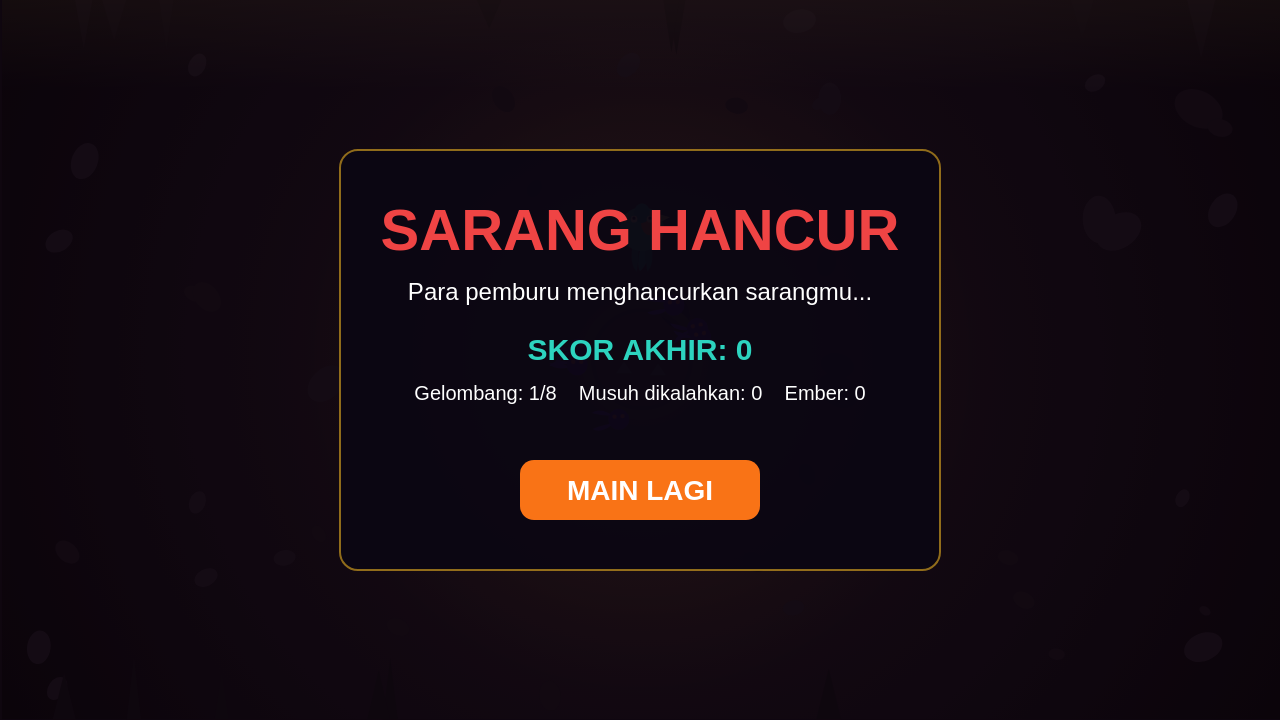 SARANG HANCUR
Para pemburu menghancurkan sarangmu...
SKOR AKHIR: 0
Gelombang: 1/8    Musuh dikalahkan: 0    Ember: 0
MAIN LAGI